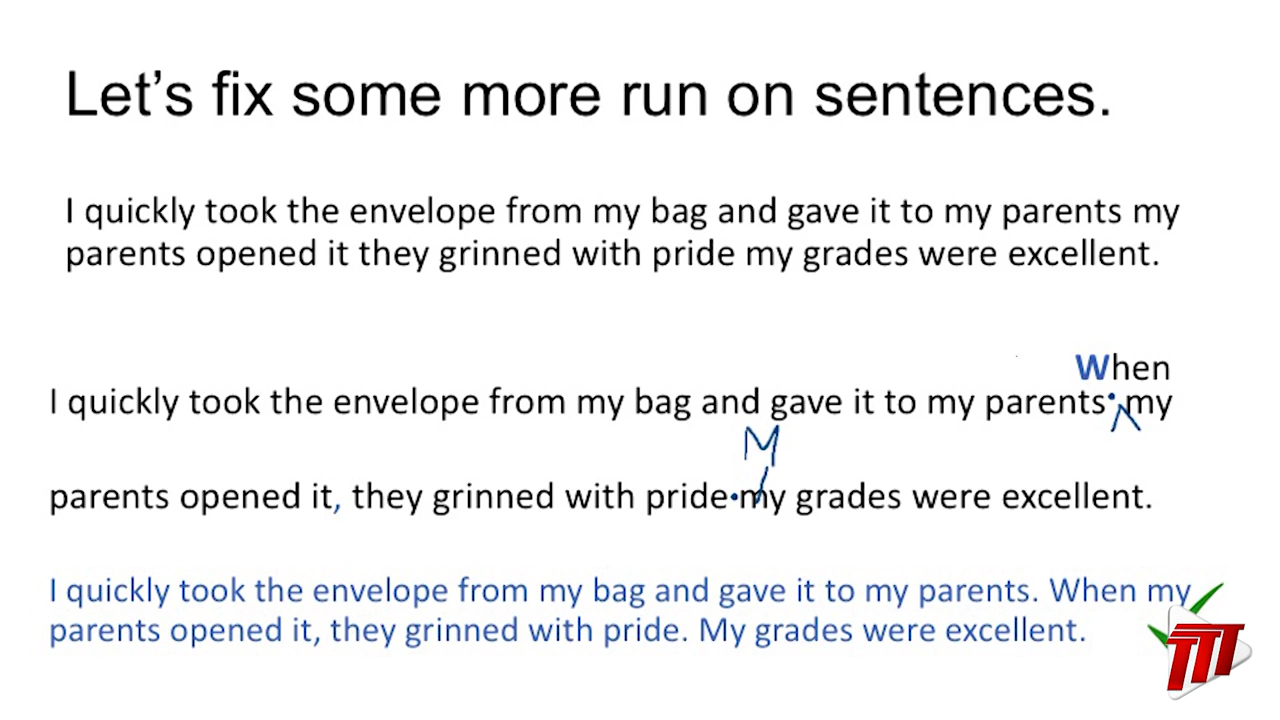 Let's fix some more run on sentences.
I quickly took the envelope from my bag and gave it to my parents my
parents opened it they grinned with pride my grades were excellent.
When
I quickly took the envelope from my bag and gave it to my parents. my
M
parents opened it, they grinned with pride.my grades were excellent.
I quickly took the envelope from my bag and gave it to my parents. When my
parents opened it, they grinned with pride. My grades were excellent.
TTT